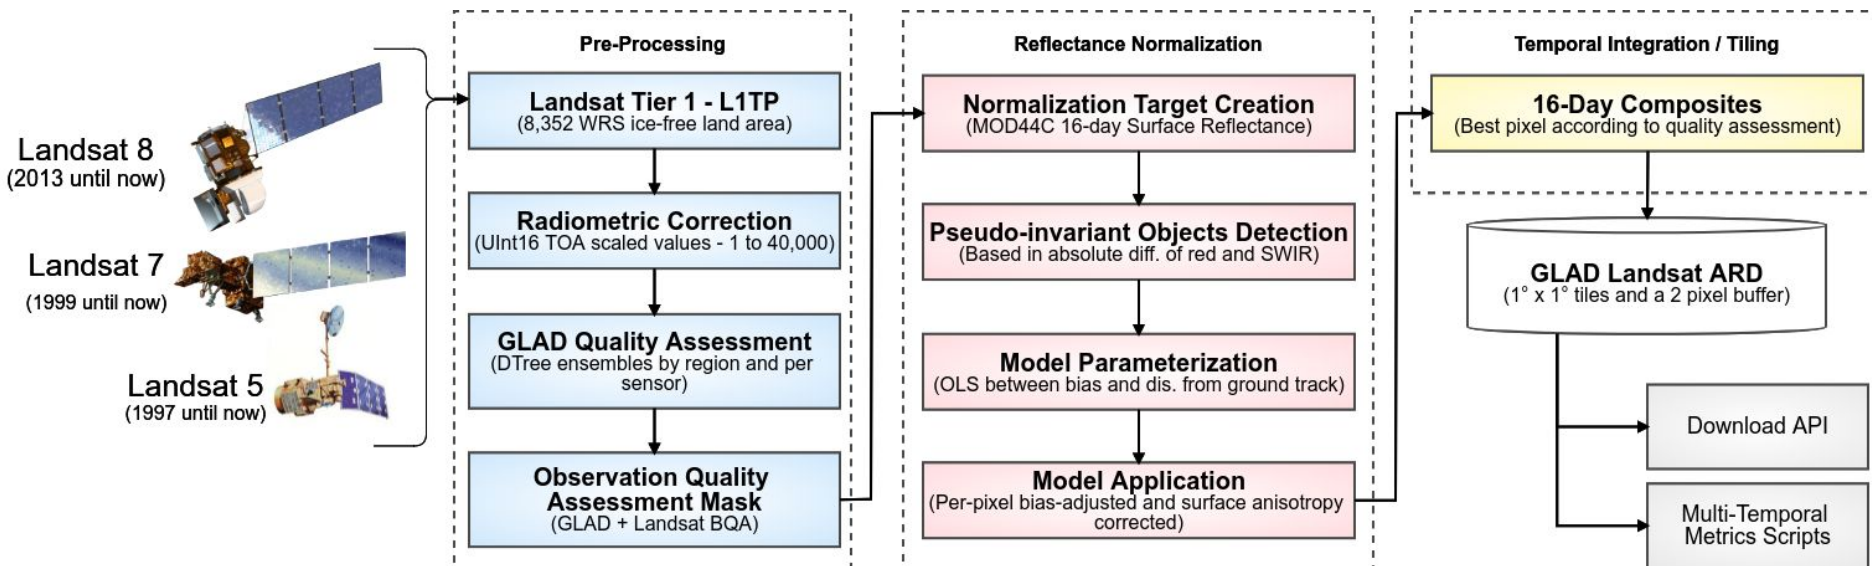 Landsat 8
(2013 until now)
Landsat 7
(1999 until now)
Landsat 5
(1997 until now)
Pre-Processing
Landsat Tier 1 - L1TP
(8,352 WRS ice-free land area)
Radiometric Correction
(UInt16 TOA scaled values - 1 to 40,000)
GLAD Quality Assessment
(DTree ensembles by region and per
sensor)
Observation Quality
Assessment Mask
(GLAD + Landsat BQA)
Reflectance Normalization
Normalization Target Creation
(MOD44C 16-day Surface Reflectance)
Pseudo-invariant Objects Detection
(Based in absolute diff. of red and SWIR)
Model Parameterization
(OLS between bias and dis. from ground track)
Model Application
(Per-pixel bias-adjusted and surface anisotropy
corrected)
Temporal Integration / Tiling
16-Day Composites
(Best pixel according to quality assessment)
GLAD Landsat ARD
(1° x 1° tiles and a 2 pixel buffer)
Download API
Multi-Temporal
Metrics Scripts